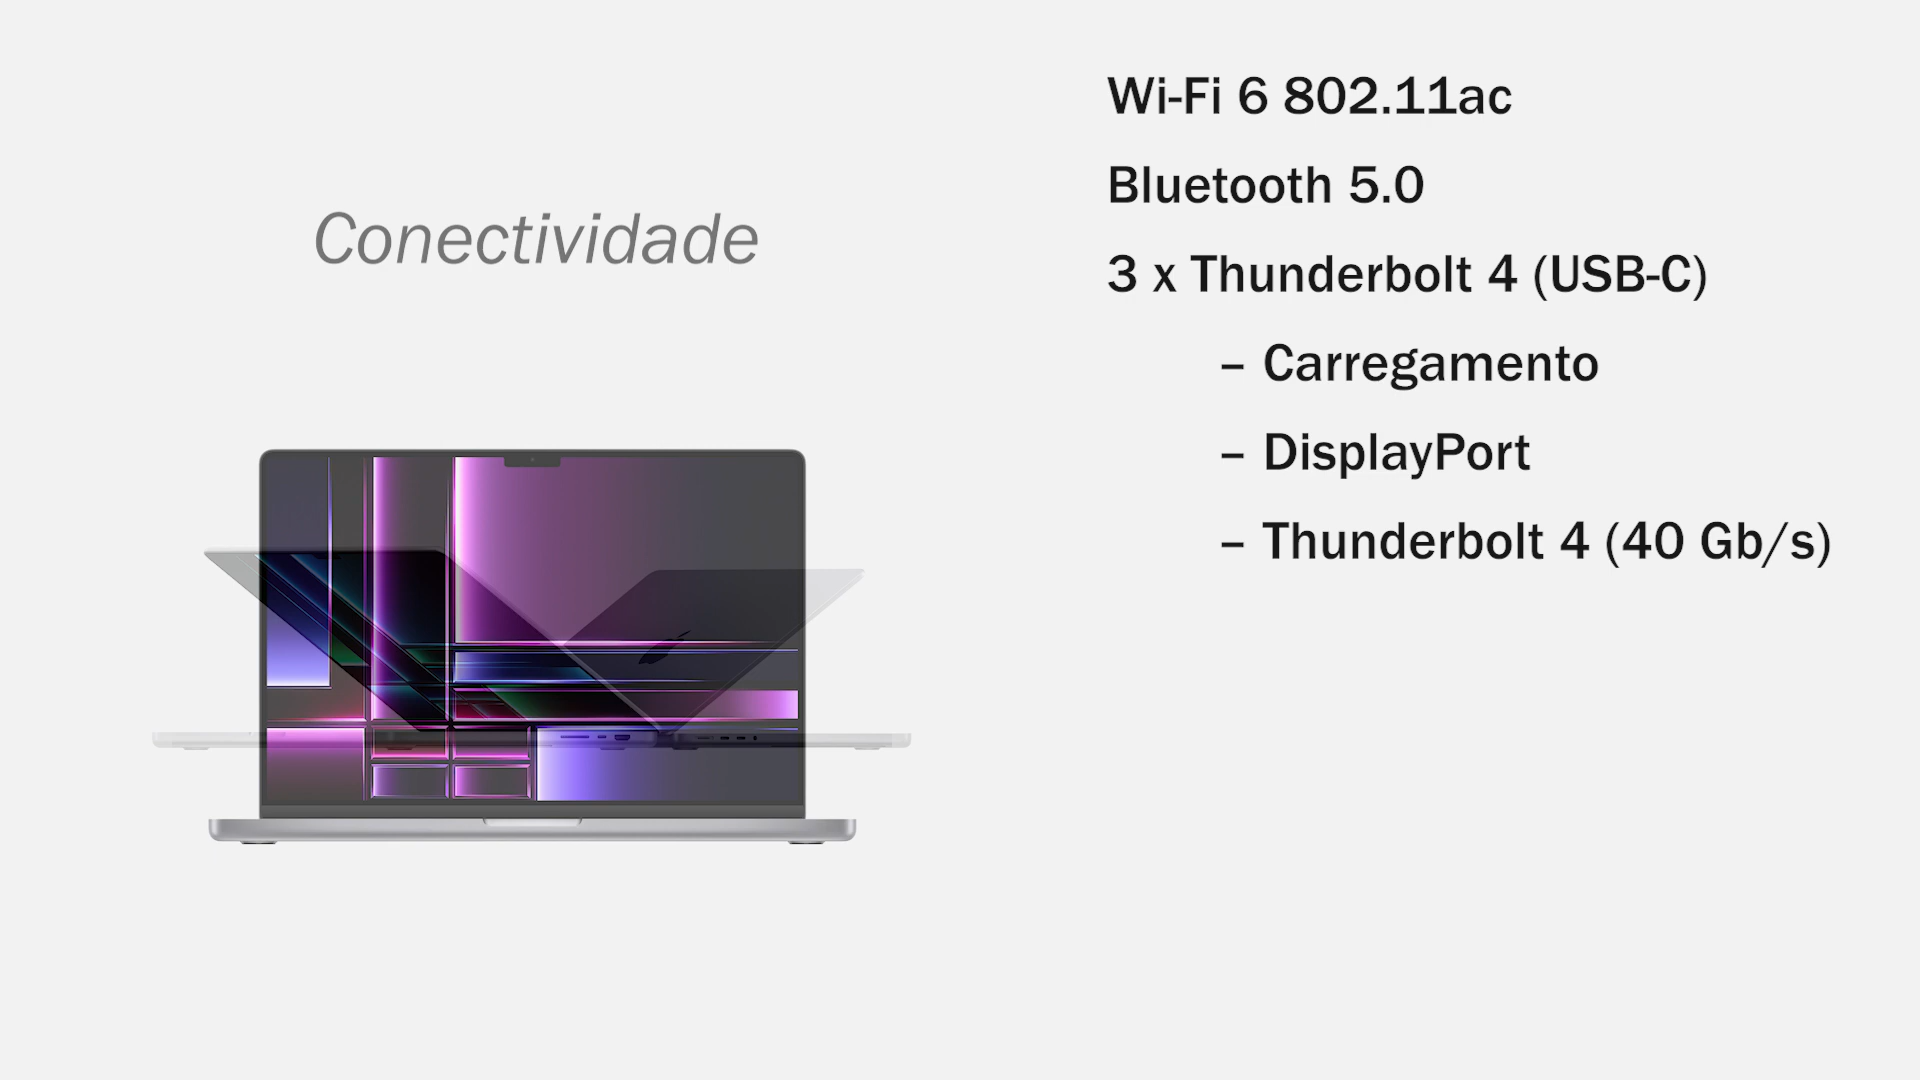 Conectividade
Wi-Fi 6 802.11ac
Bluetooth 5.0
3 x Thunderbolt 4 (USB-C)
– Carregamento
– DisplayPort
– Thunderbolt 4 (40 Gb/s)